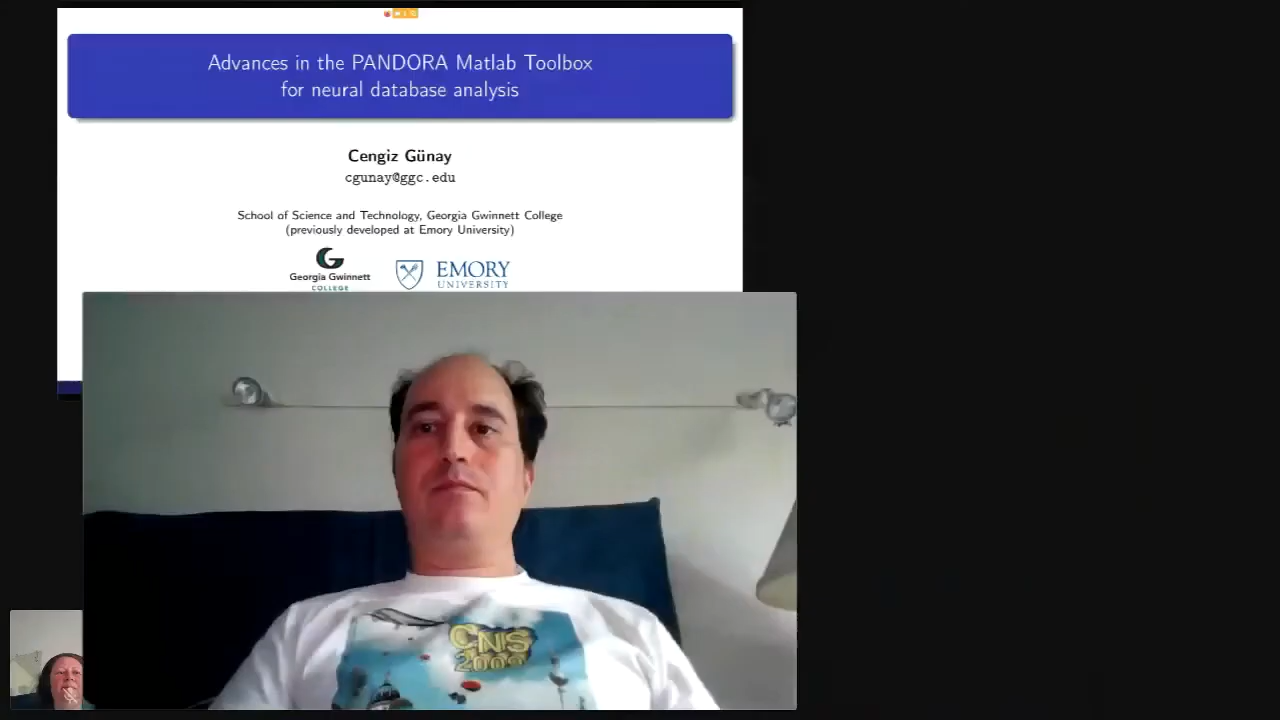 Advances in the PANDORA Matlab Toolbox
for neural database analysis
Cengiz Günay
cgunay@ggc.edu
School of Science and Technology, Georgia Gwinnett College
(previously developed at Emory University)
Georgia Gwinnett
COLLEGE
EMORY
UNIVERSITY
CNS
2009